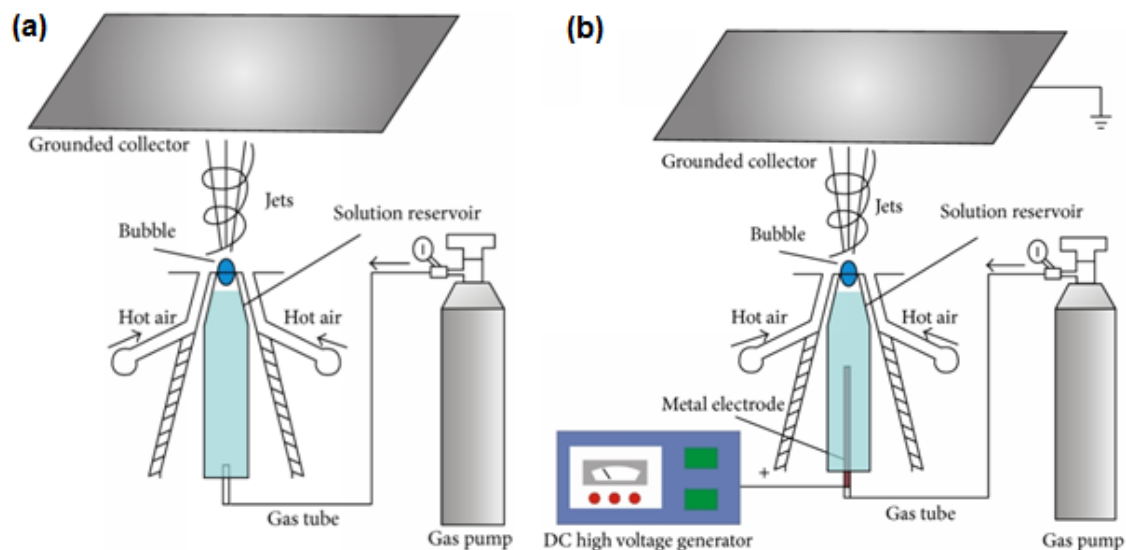 (a)
Grounded collector
Jets
Solution reservoir
Bubble
Hot air
Hot air
Gas tube
Gas pump
(b)
Grounded collector
Jets
Solution reservoir
Bubble
Hot air
Hot air
Metal electrode
+
Gas tube
DC high voltage generator
Gas pump